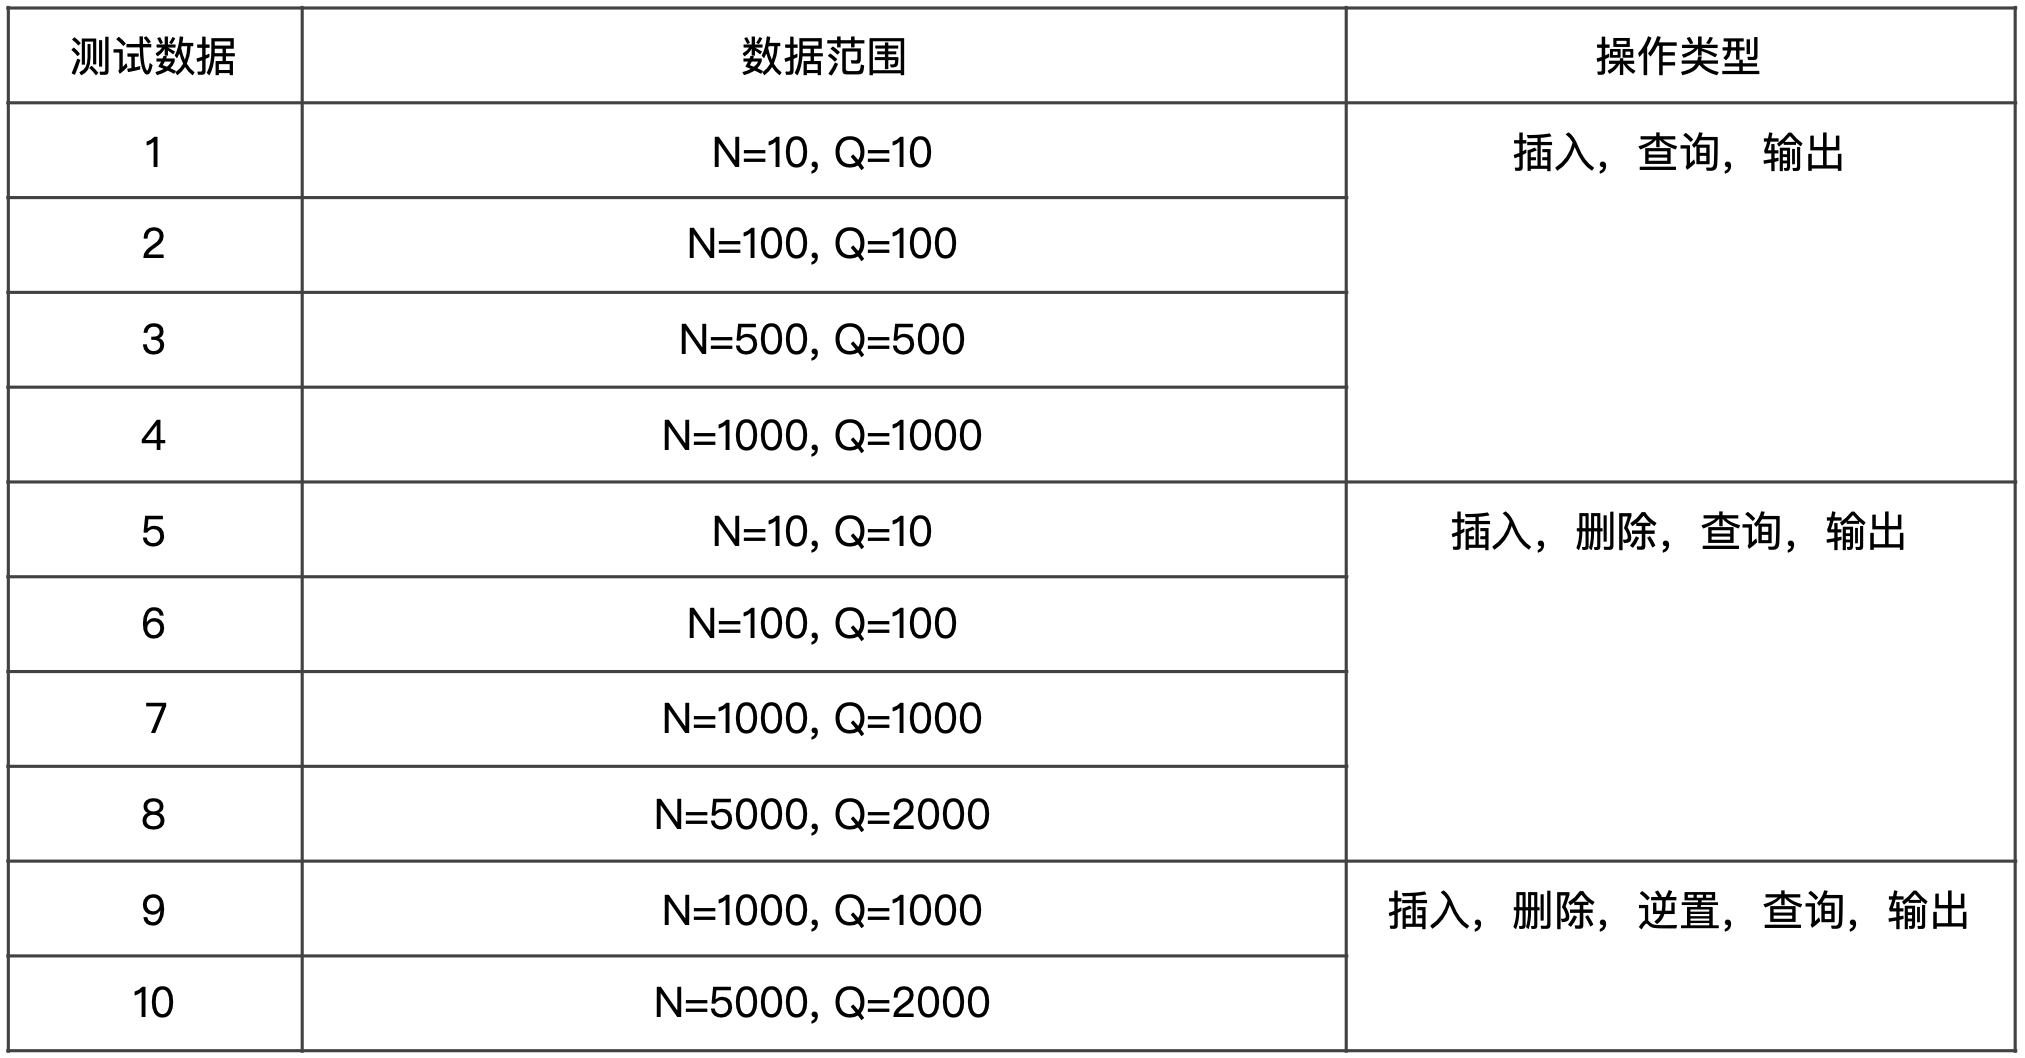 测试数据 数据范围 操作类型
1 N=10, Q=10 插入，查询，输出
2 N=100, Q=100
3 N=500, Q=500
4 N=1000, Q=1000
5 N=10, Q=10 插入，删除，查询，输出
6 N=100, Q=100
7 N=1000, Q=1000
8 N=5000, Q=2000
9 N=1000, Q=1000 插入，删除，逆置，查询，输出
10 N=5000, Q=2000